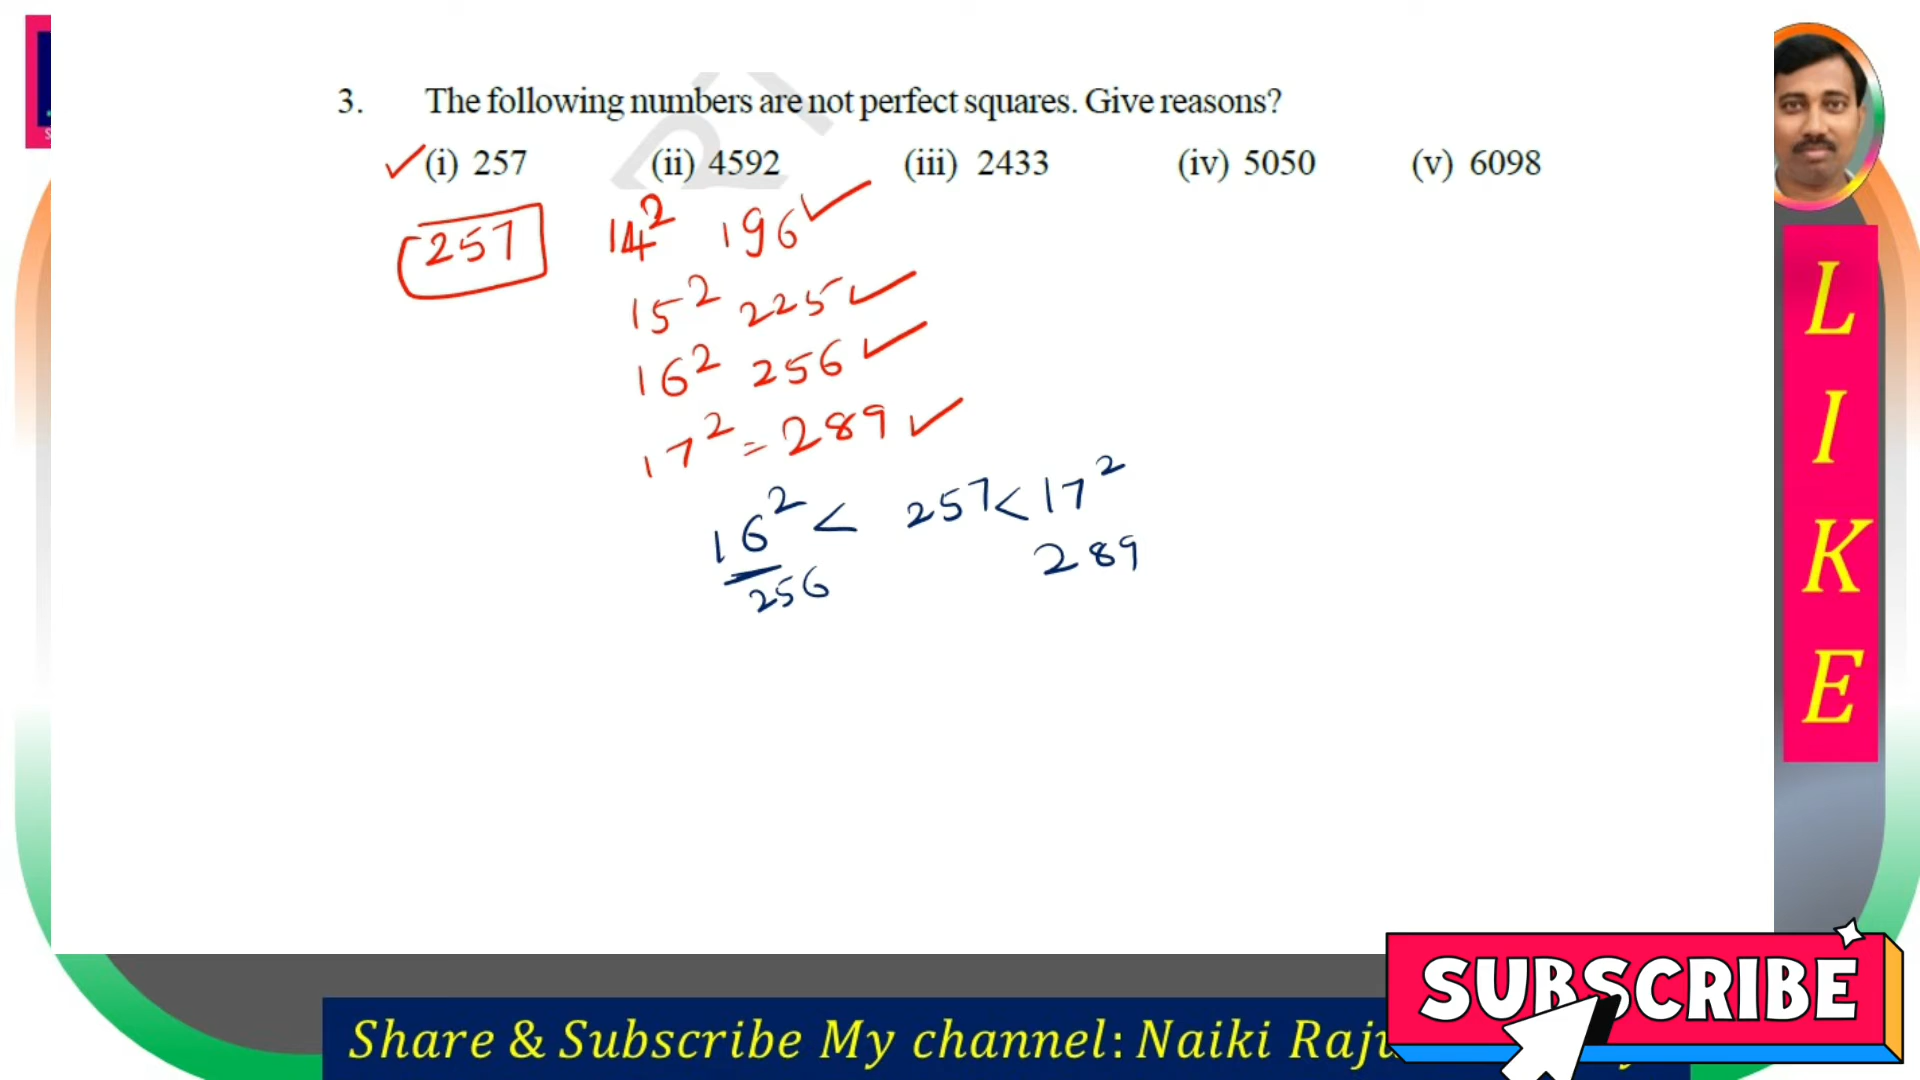 3. The following numbers are not perfect squares. Give reasons?
(i) 257 (ii) 4592 (iii) 2433 (iv) 5050 (v) 6098
257 14² 196
15² 225
16² 256
17² = 289
16² < 257 < 17²
256 289
L
I
K
E
SUBSCRIBE
Share & Subscribe My channel: Naiki Raju